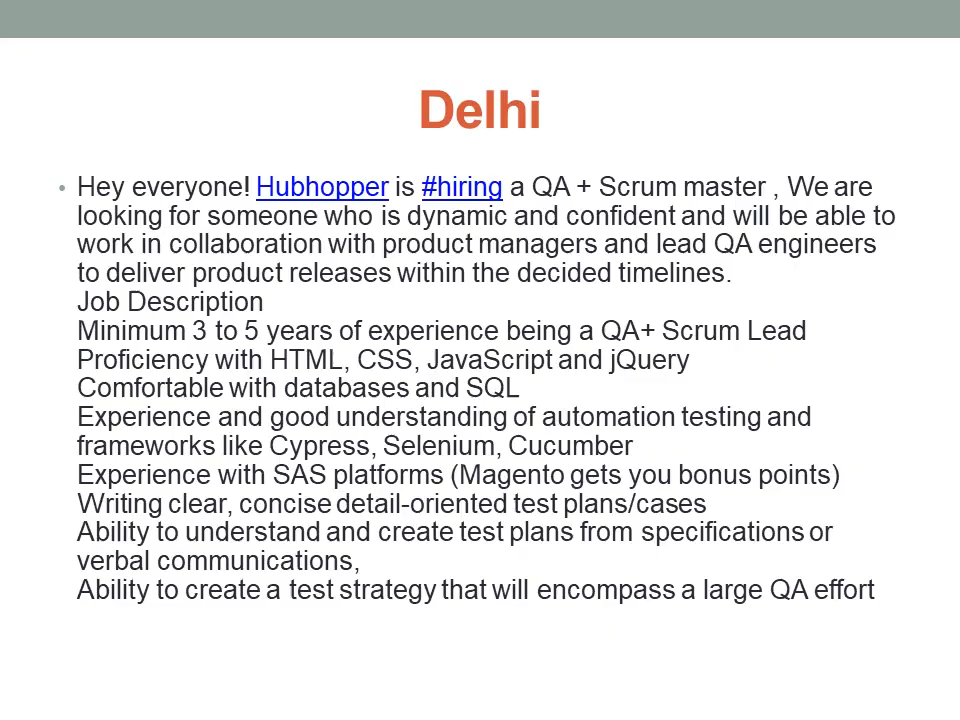 Delhi
• Hey everyone! Hubhopper is #hiring a QA + Scrum master , We are
looking for someone who is dynamic and confident and will be able to
work in collaboration with product managers and lead QA engineers
to deliver product releases within the decided timelines.
Job Description
Minimum 3 to 5 years of experience being a QA+ Scrum Lead
Proficiency with HTML, CSS, JavaScript and jQuery
Comfortable with databases and SQL
Experience and good understanding of automation testing and
frameworks like Cypress, Selenium, Cucumber
Experience with SAS platforms (Magento gets you bonus points)
Writing clear, concise detail-oriented test plans/cases
Ability to understand and create test plans from specifications or
verbal communications,
Ability to create a test strategy that will encompass a large QA effort